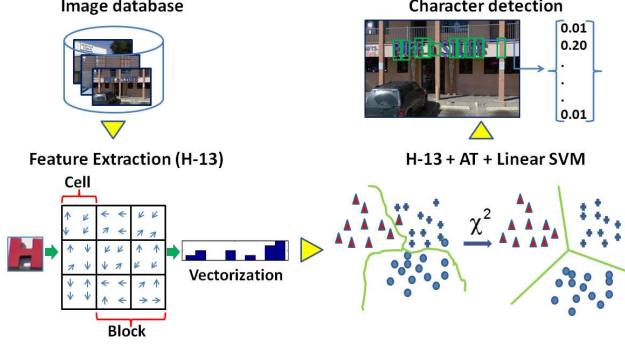 Image database
Character detection
0.01
0.20
.
.
.
0.01
Feature Extraction (H-13)
H-13 + AT + Linear SVM
Cell
H
χ²
Vectorization
Block